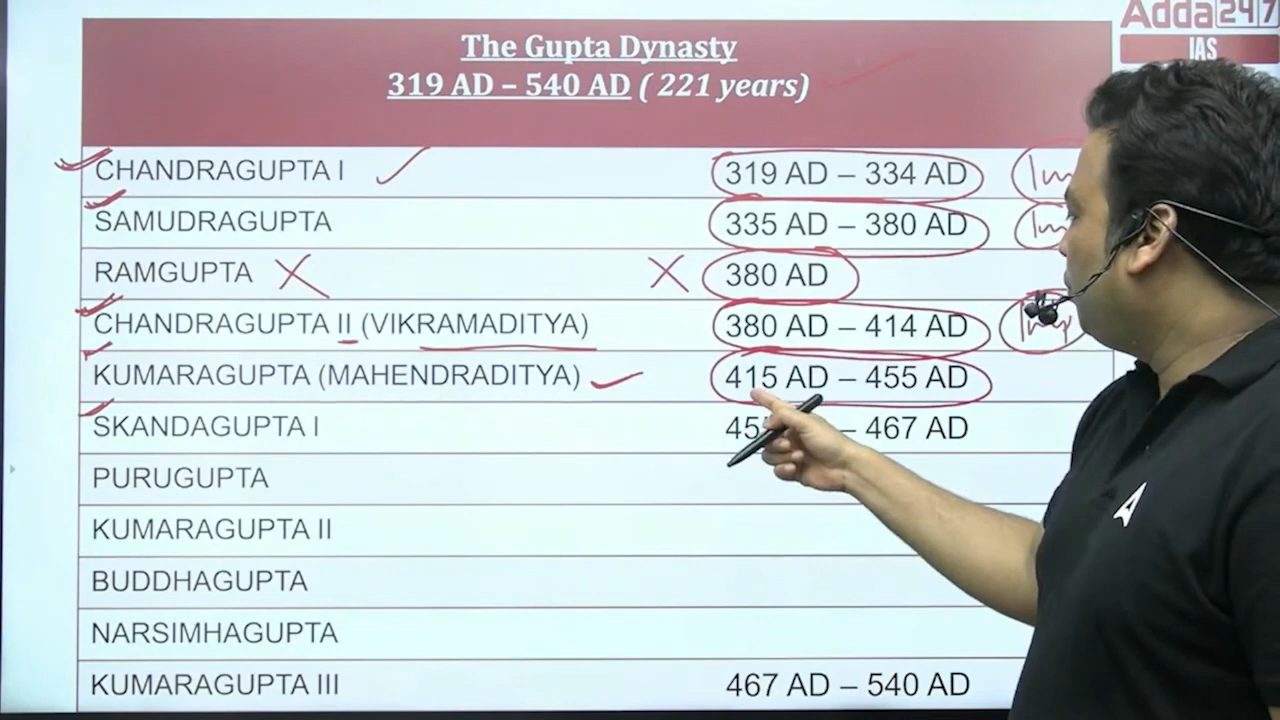 Adda247
IAS
The Gupta Dynasty
319 AD – 540 AD ( 221 years)
CHANDRAGUPTA I 319 AD – 334 AD
SAMUDRAGUPTA 335 AD – 380 AD
RAMGUPTA 380 AD
CHANDRAGUPTA II (VIKRAMADITYA) 380 AD – 414 AD Imp
KUMARAGUPTA (MAHENDRADITYA) 415 AD – 455 AD
SKANDAGUPTA I – 467 AD
PURUGUPTA
KUMARAGUPTA II
BUDDHAGUPTA
NARSIMHAGUPTA
KUMARAGUPTA III 467 AD – 540 AD